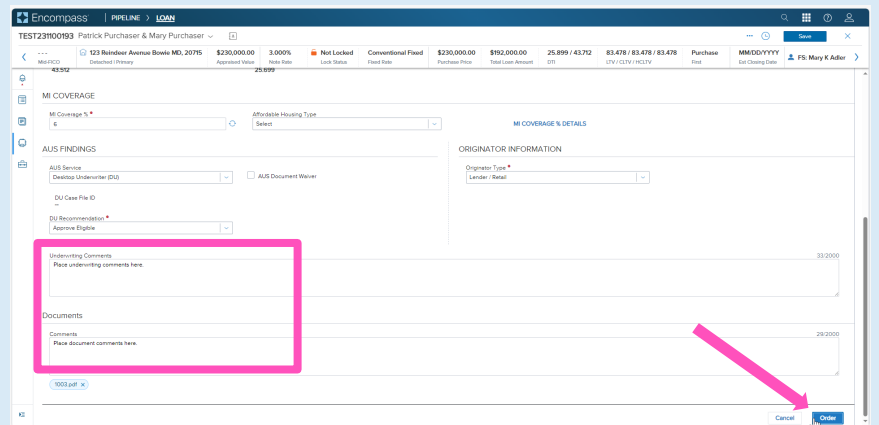 Encompass | PIPELINE > LOAN
TEST231100193 Patrick Purchaser & Mary Purchaser
Save
--- 123 Reindeer Avenue Bowie MD, 20715 $230,000.00 3.000% Not Locked Conventional Fixed $230,000.00 $192,000.00 25.899 / 43.712 83.478 / 83.478 / 83.478 Purchase MM/DD/YYYY FS: Mary K Adler
Mid-FICO Detached | Primary Appraised Value Note Rate Lock Status Fixed Rate Purchase Price Total Loan Amount DTI LTV / CLTV / HCLTV First Est Closing Date
43.512 25.699
MI COVERAGE
MI Coverage % * Affordable Housing Type
6 Select MI COVERAGE % DETAILS
AUS FINDINGS ORIGINATOR INFORMATION
AUS Service Originator Type *
Desktop Underwriter (DU) AUS Document Waiver Lender / Retail
DU Case File ID
--
DU Recommendation *
Approve Eligible
Underwriting Comments 33/2000
Place underwriting comments here.
Documents
Comments 29/2000
Place document comments here.
1003.pdf ×
Cancel Order